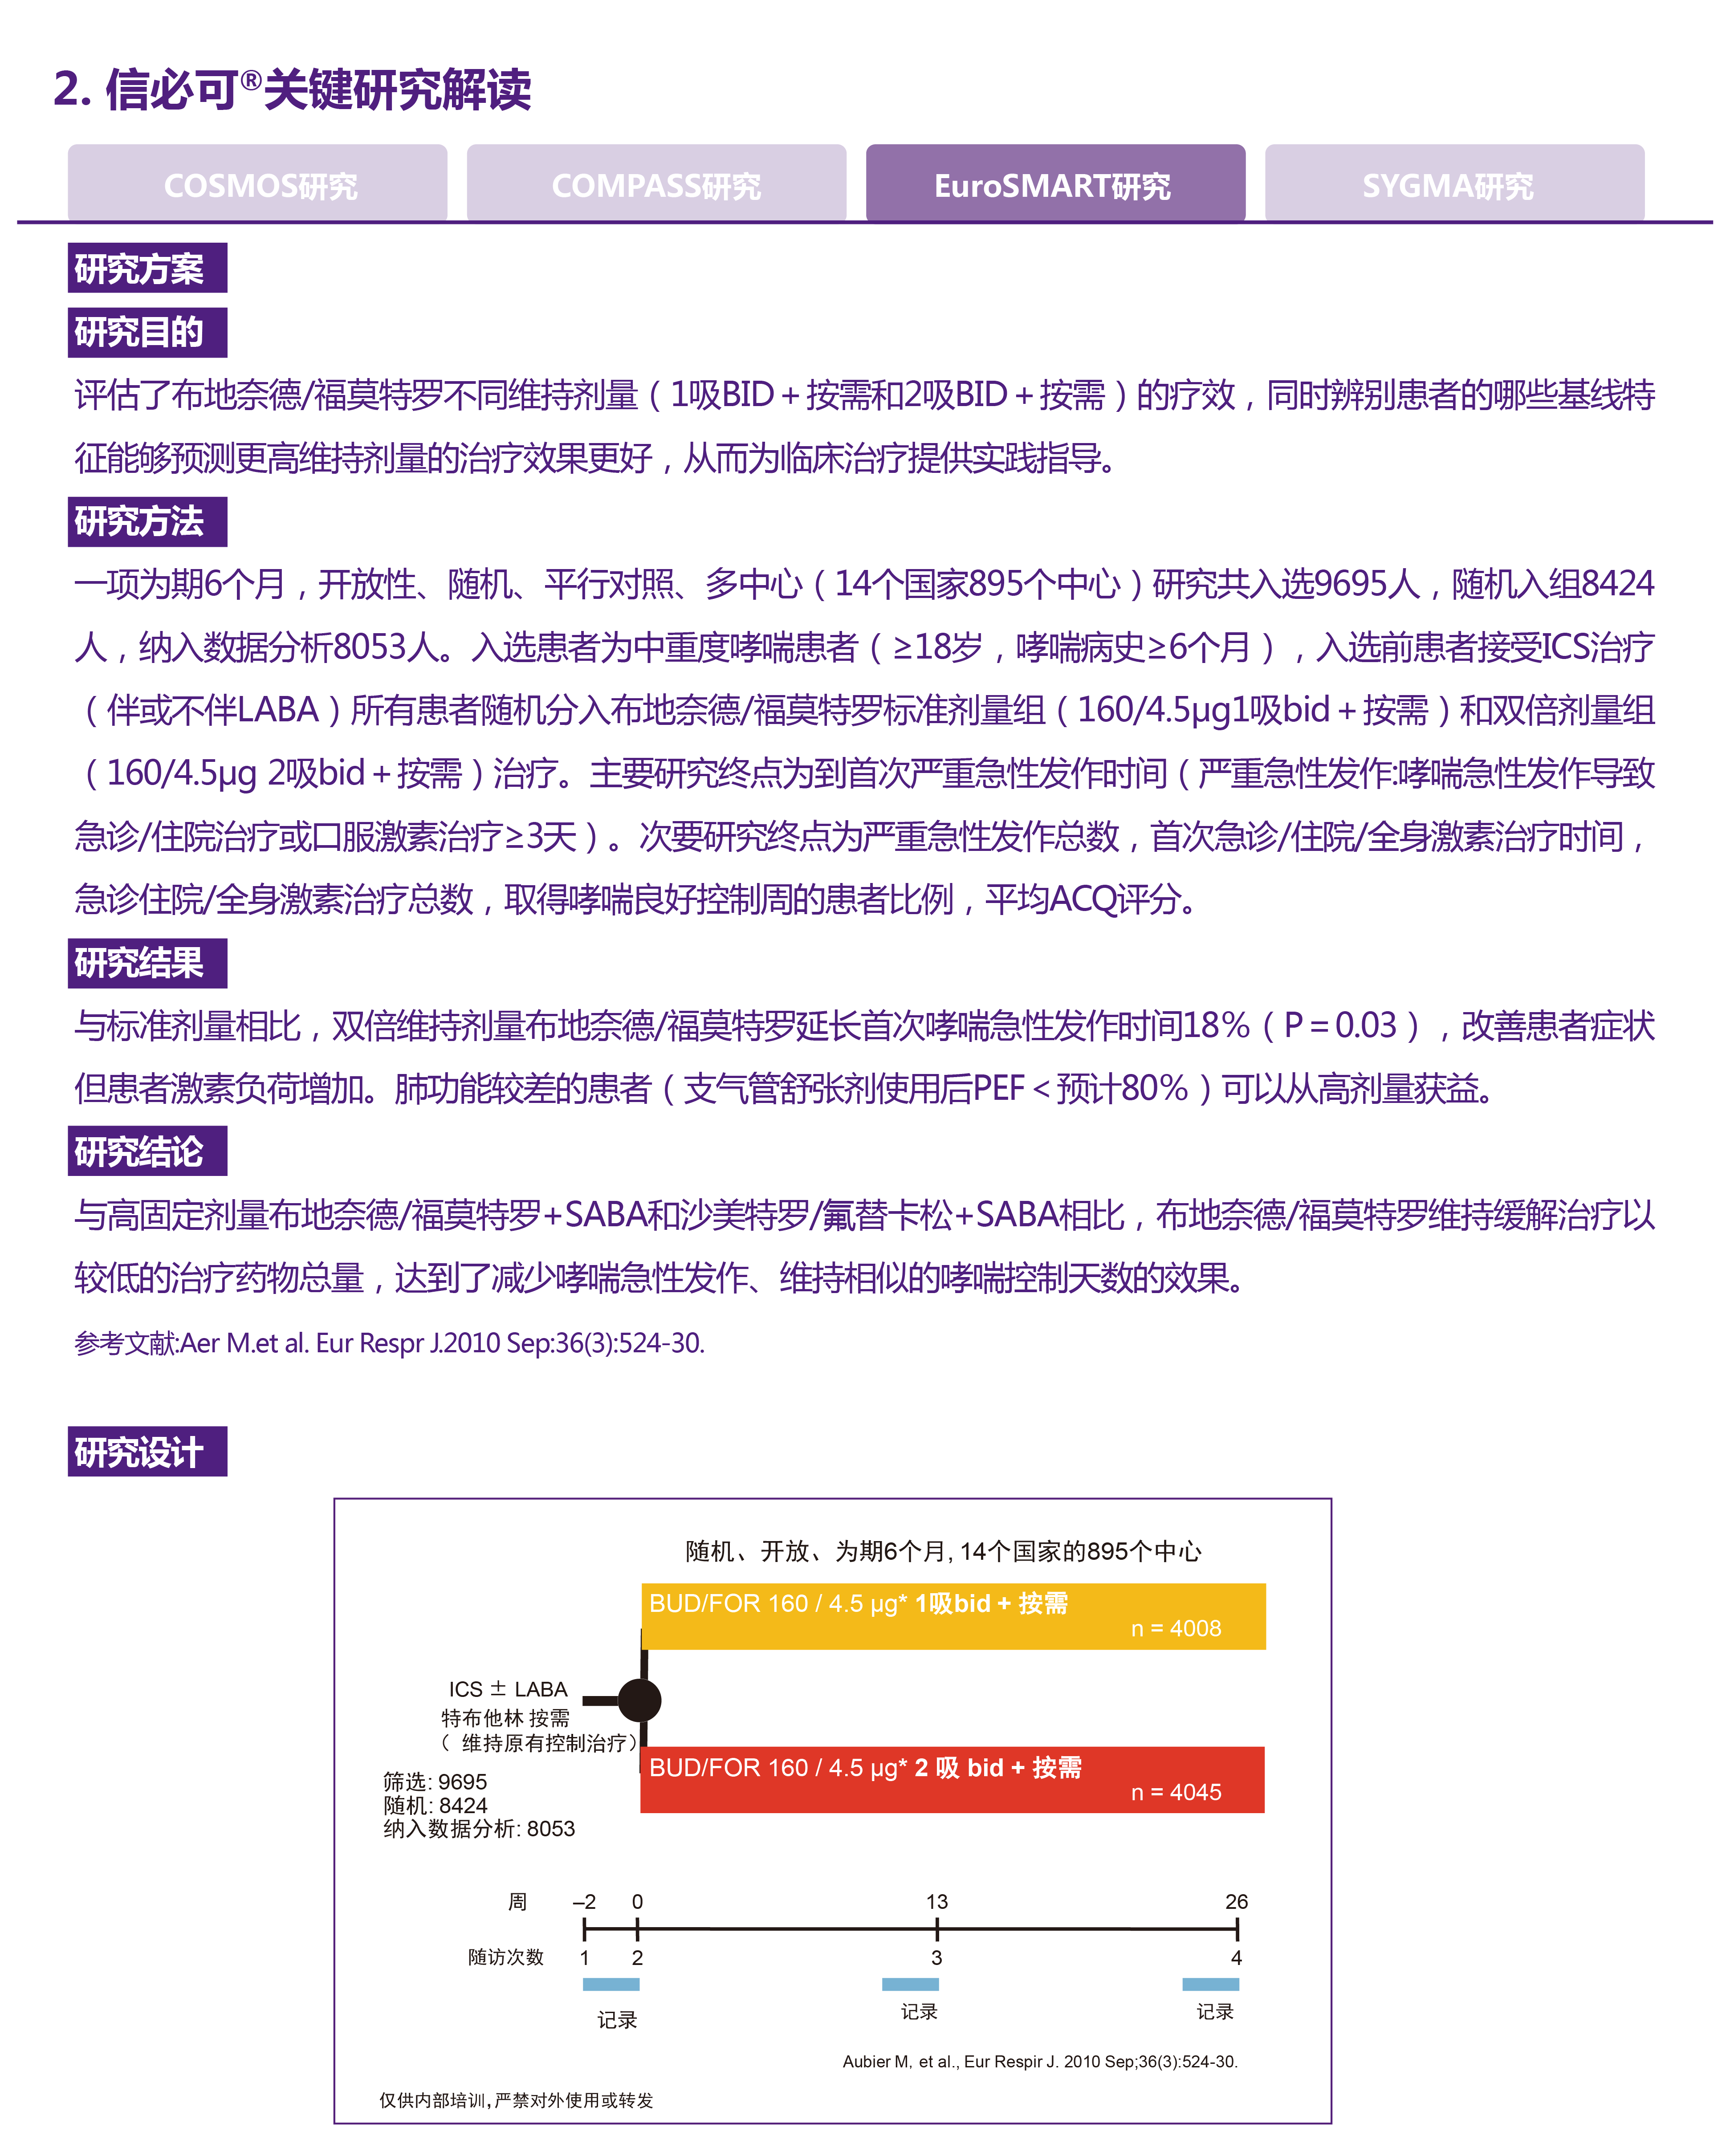 2. 信必可®关键研究解读
COSMOS研究
COMPASS研究
EuroSMART研究
SYGMA研究
研究方案
研究目的
评估了布地奈德/福莫特罗不同维持剂量（1吸BID＋按需和2吸BID＋按需）的疗效，同时辨别患者的哪些基线特
征能够预测更高维持剂量的治疗效果更好，从而为临床治疗提供实践指导。
研究方法
一项为期6个月，开放性、随机、平行对照、多中心（14个国家895个中心）研究共入选9695人，随机入组8424
人，纳入数据分析8053人。入选患者为中重度哮喘患者（≥18岁，哮喘病史≥6个月），入选前患者接受ICS治疗
（伴或不伴LABA）所有患者随机分入布地奈德/福莫特罗标准剂量组（160/4.5μg1吸bid＋按需）和双倍剂量组
（160/4.5μg 2吸bid＋按需）治疗。主要研究终点为到首次严重急性发作时间（严重急性发作:哮喘急性发作导致
急诊/住院治疗或口服激素治疗≥3天）。次要研究终点为严重急性发作总数，首次急诊/住院/全身激素治疗时间，
急诊住院/全身激素治疗总数，取得哮喘良好控制周的患者比例，平均ACQ评分。
研究结果
与标准剂量相比，双倍维持剂量布地奈德/福莫特罗延长首次哮喘急性发作时间18%（P＝0.03），改善患者症状
但患者激素负荷增加。肺功能较差的患者（支气管舒张剂使用后PEF＜预计80%）可以从高剂量获益。
研究结论
与高固定剂量布地奈德/福莫特罗+SABA和沙美特罗/氟替卡松+SABA相比，布地奈德/福莫特罗维持缓解治疗以
较低的治疗药物总量，达到了减少哮喘急性发作、维持相似的哮喘控制天数的效果。
参考文献:Aer M.et al. Eur Respr J.2010 Sep:36(3):524-30.
研究设计
随机、开放、为期6个月, 14个国家的895个中心
BUD/FOR 160 / 4.5 μg* 1吸bid + 按需
n = 4008
ICS ± LABA
特布他林 按需
（ 维持原有控制治疗）
BUD/FOR 160 / 4.5 μg* 2 吸 bid + 按需
n = 4045
筛选: 9695
随机: 8424
纳入数据分析: 8053
周 –2 0 13 26
随访次数 1 2 3 4
记录 记录 记录
Aubier M, et al., Eur Respir J. 2010 Sep;36(3):524-30.
仅供内部培训,严禁对外使用或转发